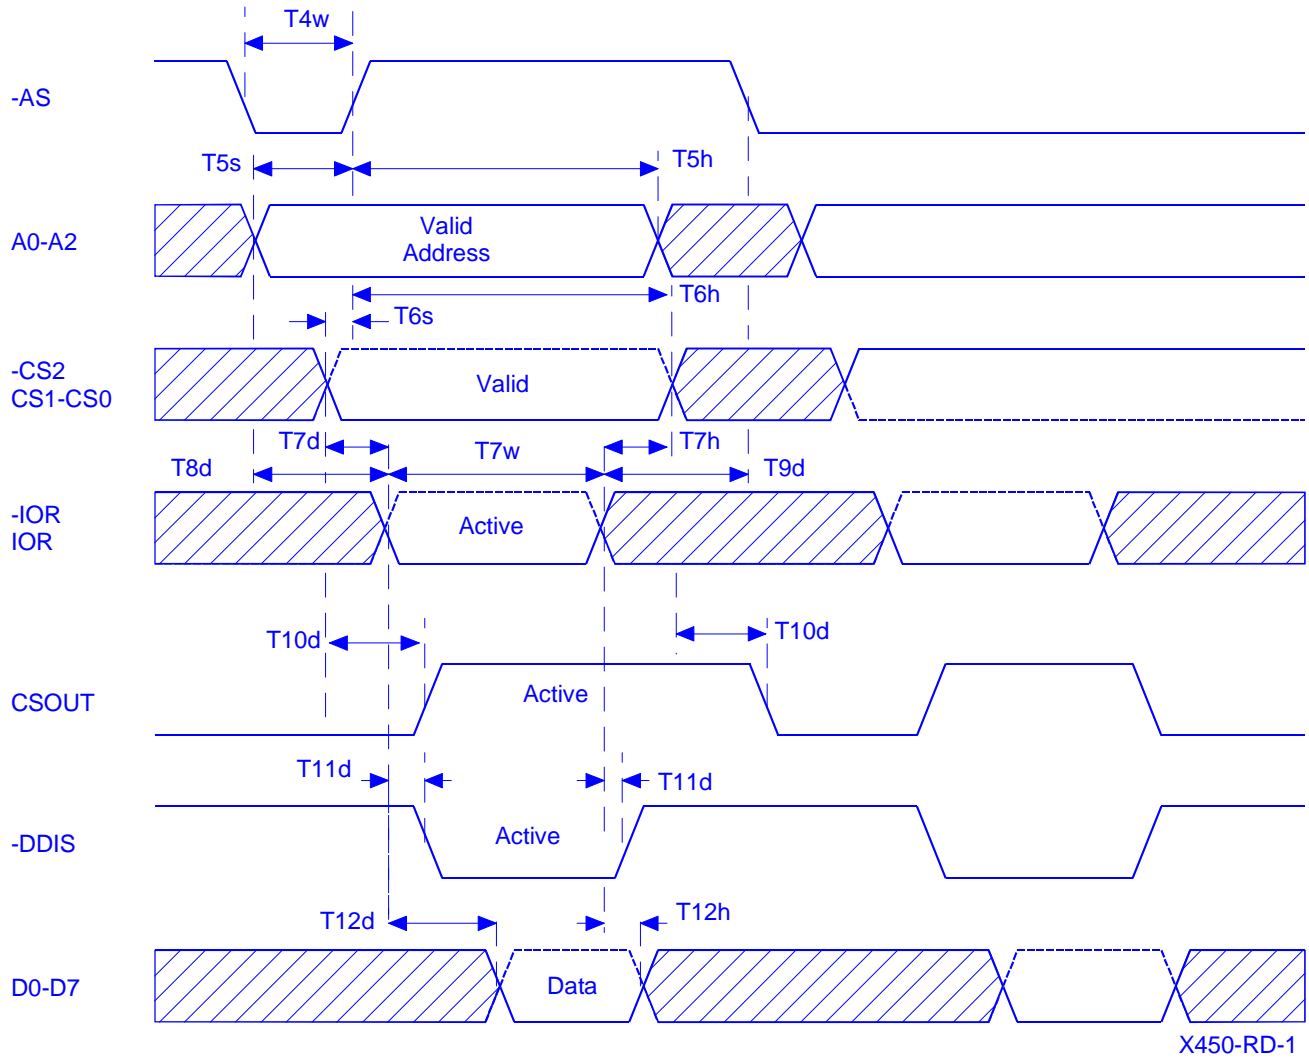 T4w
-AS
T5s
T5h
A0-A2
Valid
Address
T6h
T6s
-CS2
CS1-CS0
Valid
T7d
T7w
T7h
T8d
T9d
-IOR
IOR
Active
T10d
T10d
CSOUT
Active
T11d
T11d
-DDIS
Active
T12d
T12h
D0-D7
Data
X450-RD-1